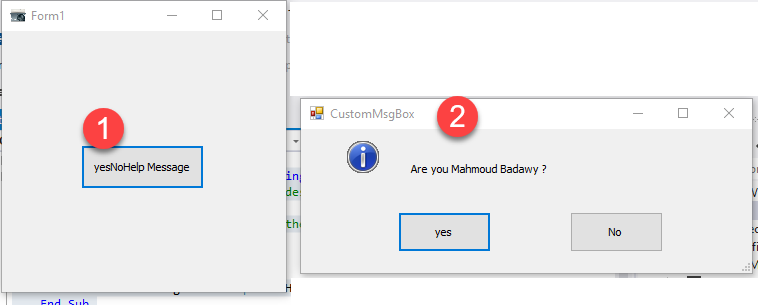 Form1
1
yesNoHelp Message
CustomMsgBox
2
Are you Mahmoud Badawy ?
yes
No
End Sub